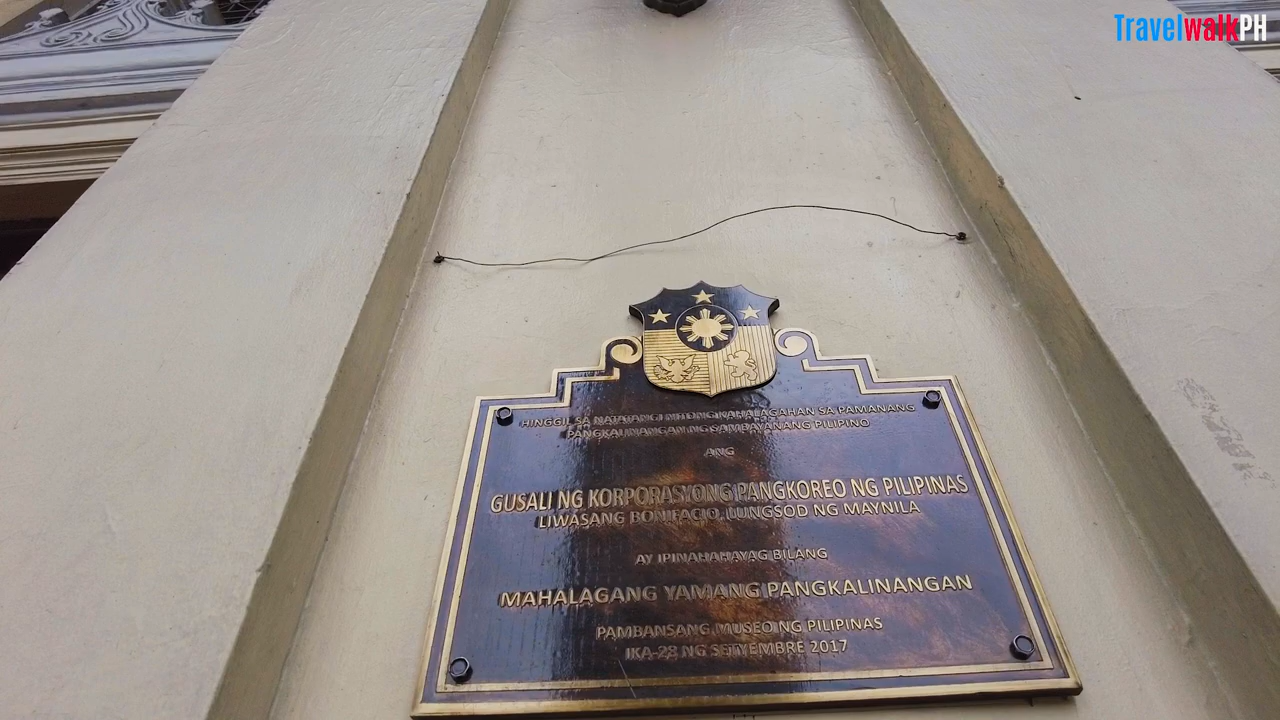 TravelwalkPH
HINGGIL SA NATATANGI NITONG KAHALAGAHAN SA PAMANANG
PANGKALINANGAN NG SAMBAYANANG PILIPINO
ANG
GUSALI NG KORPORASYONG PANGKOREO NG PILIPINAS
LIWASANG BONIFACIO, LUNGSOD NG MAYNILA
AY IPINAHAHAYAG BILANG
MAHALAGANG YAMANG PANGKALINANGAN
PAMBANSANG MUSEO NG PILIPINAS
IKA-28 NG SETYEMBRE 2017